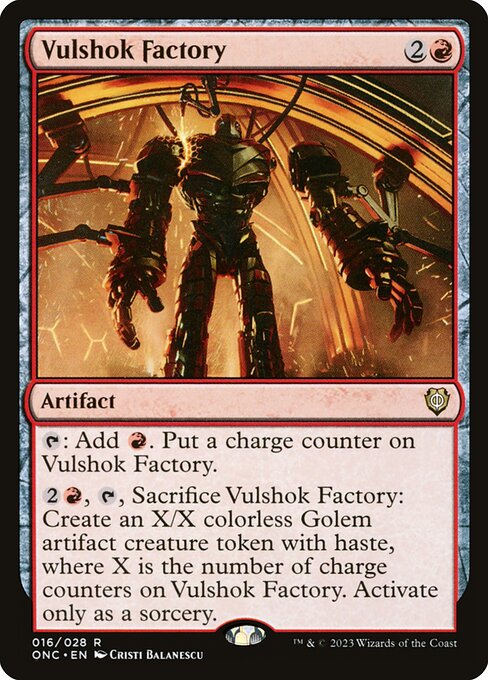 Vulshok Factory 2
Artifact
: Add . Put a charge counter on
Vulshok Factory.
2 , , Sacrifice Vulshok Factory:
Create an X/X colorless Golem
artifact creature token with haste,
where X is the number of charge
counters on Vulshok Factory. Activate
only as a sorcery.
016/028 R
ONC • EN Cristi Balanescu
™ & © 2023 Wizards of the Coast